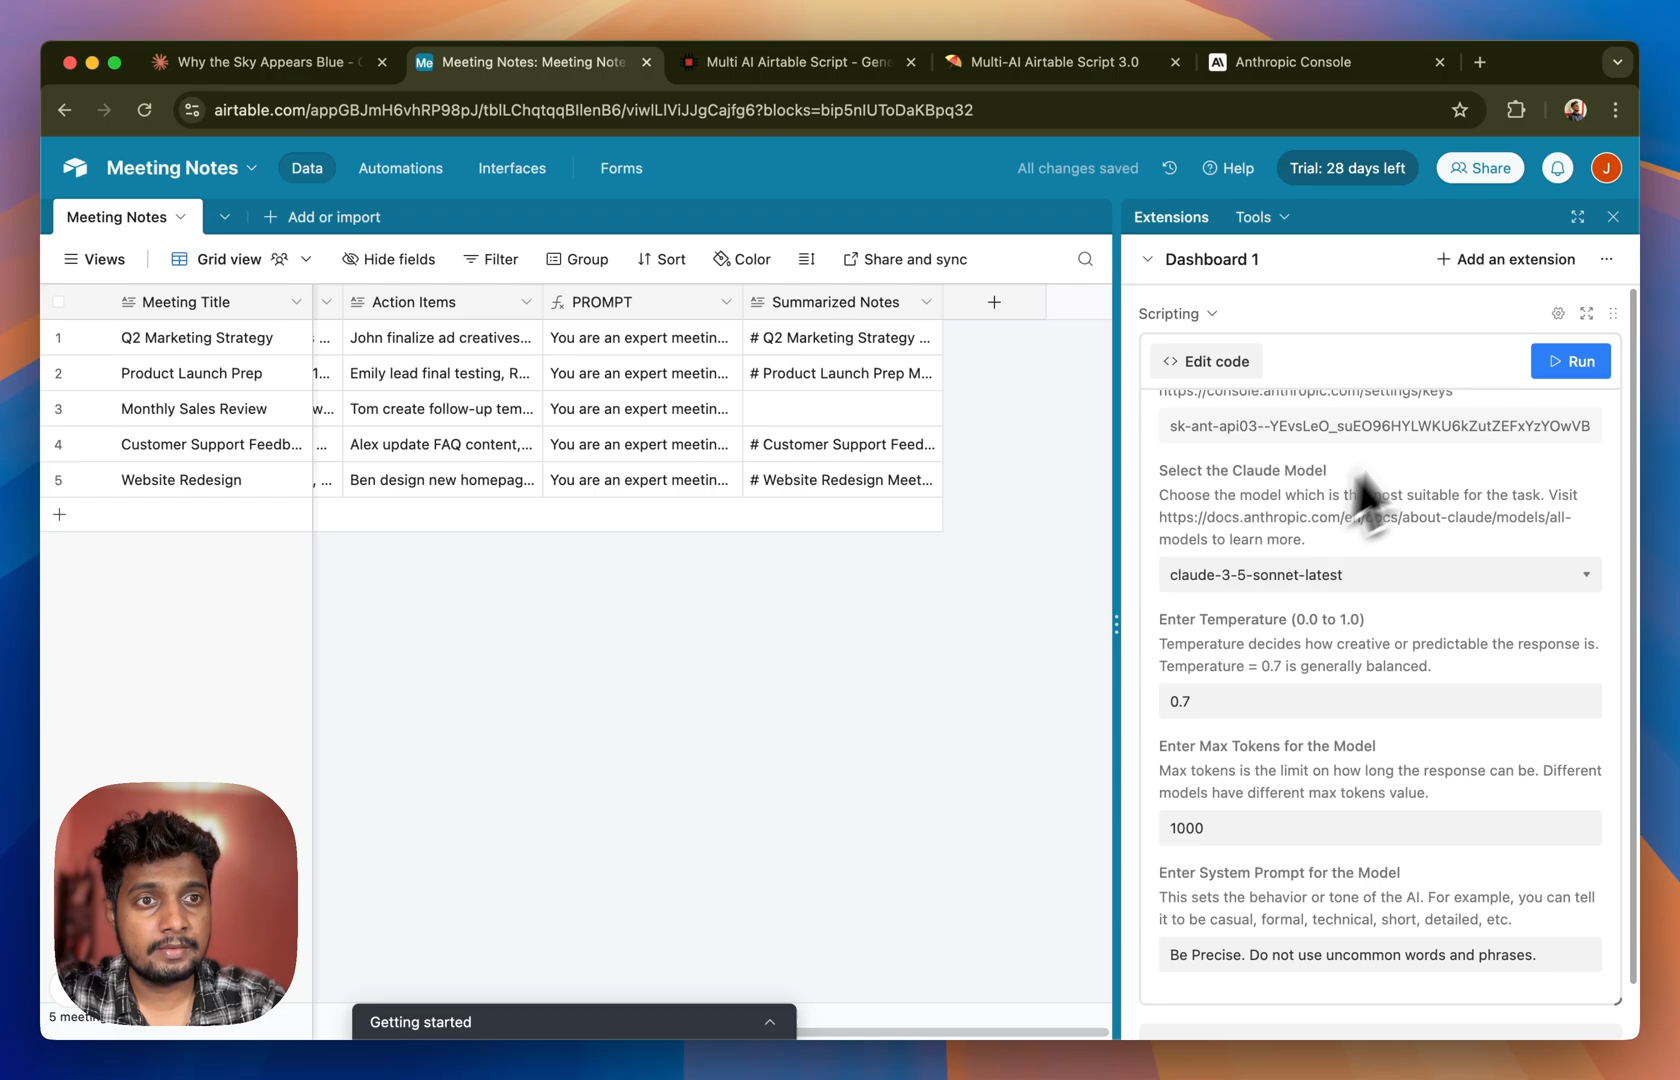 Why the Sky Appears Blue - C
Meeting Notes: Meeting Note
Multi AI Airtable Script - Gene
Multi-AI Airtable Script 3.0
Anthropic Console
airtable.com/appGBJmH6vhRP98pJ/tblLChqtqqBIlenB6/viwlLlViJJgCajfg6?blocks=bip5nIUToDaKBpq32
Meeting Notes
Data
Automations
Interfaces
Forms
All changes saved
Help
Trial: 28 days left
Share
J
Meeting Notes
Add or import
Extensions
Tools
Views
Grid view
Hide fields
Filter
Group
Sort
Color
Share and sync
Dashboard 1
Add an extension
Meeting Title
Action Items
PROMPT
Summarized Notes
1 Q2 Marketing Strategy ... John finalize ad creatives... You are an expert meetin... # Q2 Marketing Strategy ...
2 Product Launch Prep 1... Emily lead final testing, R... You are an expert meetin... # Product Launch Prep M...
3 Monthly Sales Review w... Tom create follow-up tem... You are an expert meetin...
4 Customer Support Feedb... ... Alex update FAQ content,... You are an expert meetin... # Customer Support Feed...
5 Website Redesign , ... Ben design new homepag... You are an expert meetin... # Website Redesign Meet...
5 meetin
Getting started
Scripting
Edit code
Run
https://console.anthropic.com/settings/keys
sk-ant-api03--YEvsLeO_suEO96HYLWKU6kZutZEFxYzYOwVB
Select the Claude Model
Choose the model which is the most suitable for the task. Visit
https://docs.anthropic.com/en/docs/about-claude/models/all-
models to learn more.
claude-3-5-sonnet-latest
Enter Temperature (0.0 to 1.0)
Temperature decides how creative or predictable the response is.
Temperature = 0.7 is generally balanced.
0.7
Enter Max Tokens for the Model
Max tokens is the limit on how long the response can be. Different
models have different max tokens value.
1000
Enter System Prompt for the Model
This sets the behavior or tone of the AI. For example, you can tell
it to be casual, formal, technical, short, detailed, etc.
Be Precise. Do not use uncommon words and phrases.